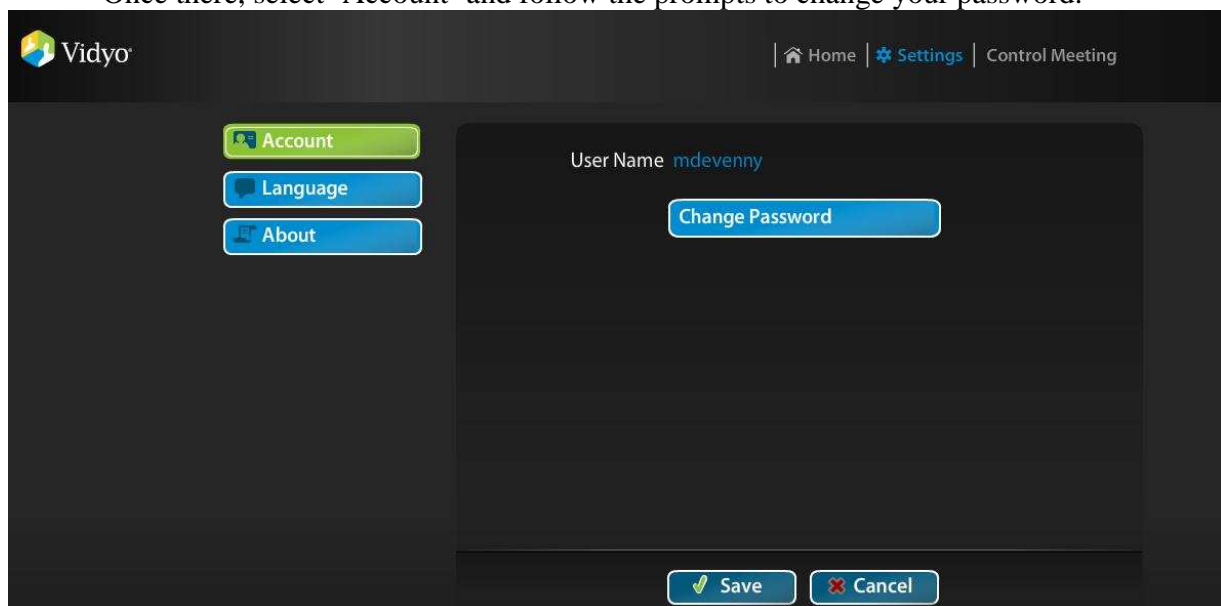 Once there, select "Account" and follow the prompts to change your password.
Vidyo
Home | Settings | Control Meeting
Account
User Name mdevenny
Language
Change Password
About
Save Cancel